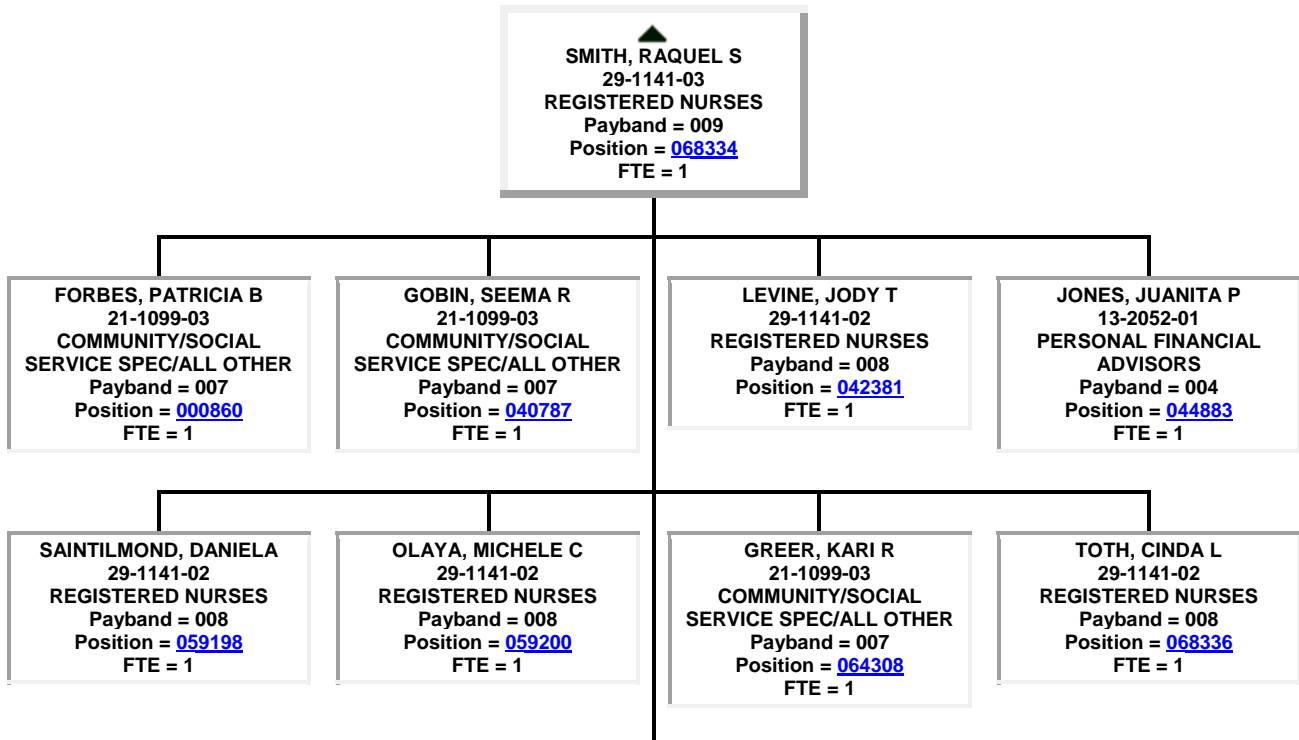 SMITH, RAQUEL S
29-1141-03
REGISTERED NURSES
Payband = 009
Position = 068334
FTE = 1
FORBES, PATRICIA B
21-1099-03
COMMUNITY/SOCIAL
SERVICE SPEC/ALL OTHER
Payband = 007
Position = 000860
FTE = 1
GOBIN, SEEMA R
21-1099-03
COMMUNITY/SOCIAL
SERVICE SPEC/ALL OTHER
Payband = 007
Position = 040787
FTE = 1
LEVINE, JODY T
29-1141-02
REGISTERED NURSES
Payband = 008
Position = 042381
FTE = 1
JONES, JUANITA P
13-2052-01
PERSONAL FINANCIAL
ADVISORS
Payband = 004
Position = 044883
FTE = 1
SAINTILMOND, DANIELA
29-1141-02
REGISTERED NURSES
Payband = 008
Position = 059198
FTE = 1
OLAYA, MICHELE C
29-1141-02
REGISTERED NURSES
Payband = 008
Position = 059200
FTE = 1
GREER, KARI R
21-1099-03
COMMUNITY/SOCIAL
SERVICE SPEC/ALL OTHER
Payband = 007
Position = 064308
FTE = 1
TOTH, CINDA L
29-1141-02
REGISTERED NURSES
Payband = 008
Position = 068336
FTE = 1